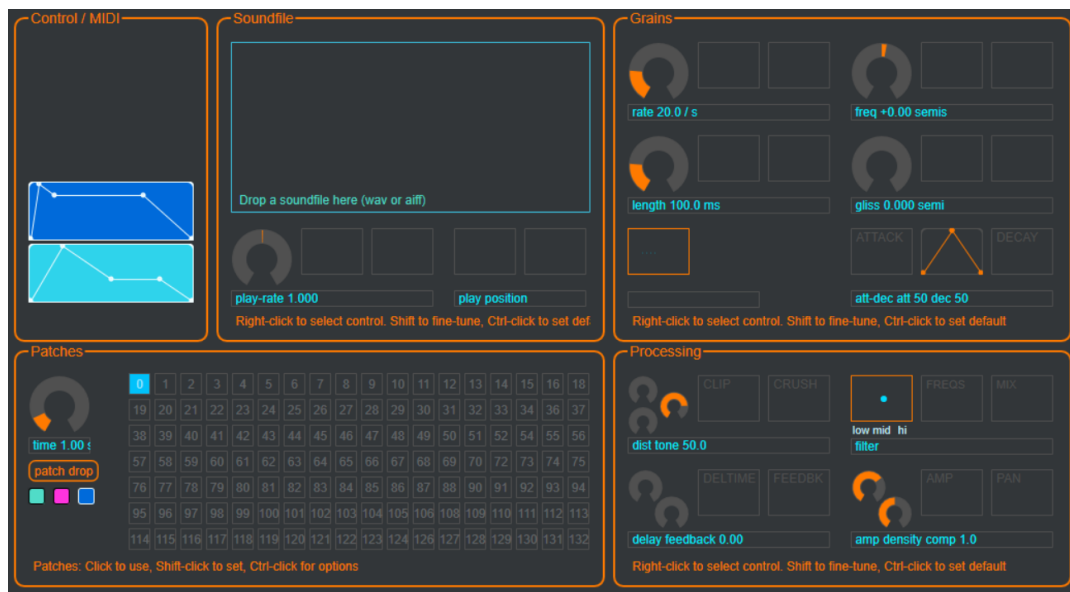 Control / MIDI
Soundfile
Drop a soundfile here (wav or aiff)
play-rate 1.000
play position
Right-click to select control. Shift to fine-tune, Ctrl-click to set def
Grains
rate 20.0 / s
freq +0.00 semis
length 100.0 ms
gliss 0.000 semi
ATTACK
DECAY
att-dec att 50 dec 50
Right-click to select control. Shift to fine-tune, Ctrl-click set default
Patches
time 1.00 s
patch drop
0 1 2 3 4 5 6 7 8 9 10 11 12 13 14 15 16 18
19 20 21 22 23 25 26 27 28 29 30 31 32 33 34 35 36 37
38 39 40 41 42 43 44 45 47 48 49 50 51 52 53 54 55 56
57 58 59 60 61 62 63 64 65 66 67 68 69 70 72 73 74 75
76 77 78 79 80 81 82 83 84 85 86 87 88 90 91 92 93 94
95 96 97 98 99 100 101 102 103 104 105 106 108 109 110 111 112 113
114 115 116 117 118 119 120 121 122 123 124 126 127 128 129 130 131 132
Patches: Click to use, Shift-click to set, Ctrl-click for options
Processing
CLIP
CRUSH
FREQS
MIX
dist tone 50.0
low mid hi
filter
DELTIME
FEEDBK
AMP
PAN
delay feedback 0.00
amp density comp 1.0
Right-click to select control. Shift to fine-tune, Ctrl-click to set default